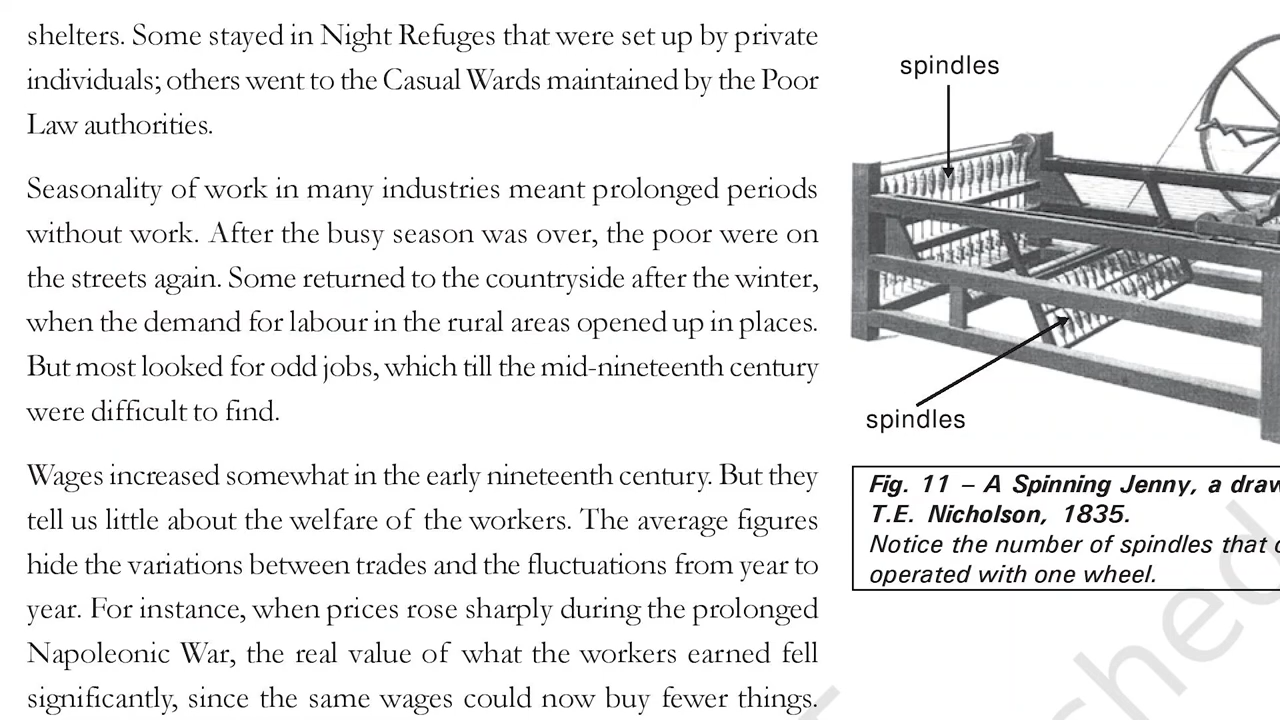 shelters. Some stayed in Night Refuges that were set up by private
individuals; others went to the Casual Wards maintained by the Poor
Law authorities.
Seasonality of work in many industries meant prolonged periods
without work. After the busy season was over, the poor were on
the streets again. Some returned to the countryside after the winter,
when the demand for labour in the rural areas opened up in places.
But most looked for odd jobs, which till the mid-nineteenth century
were difficult to find.
Wages increased somewhat in the early nineteenth century. But they
tell us little about the welfare of the workers. The average figures
hide the variations between trades and the fluctuations from year to
year. For instance, when prices rose sharply during the prolonged
Napoleonic War, the real value of what the workers earned fell
significantly, since the same wages could now buy fewer things.
spindles
spindles
Fig. 11 – A Spinning Jenny, a
T.E. Nicholson, 1835.
Notice the number of spindles that
operated with one wheel.